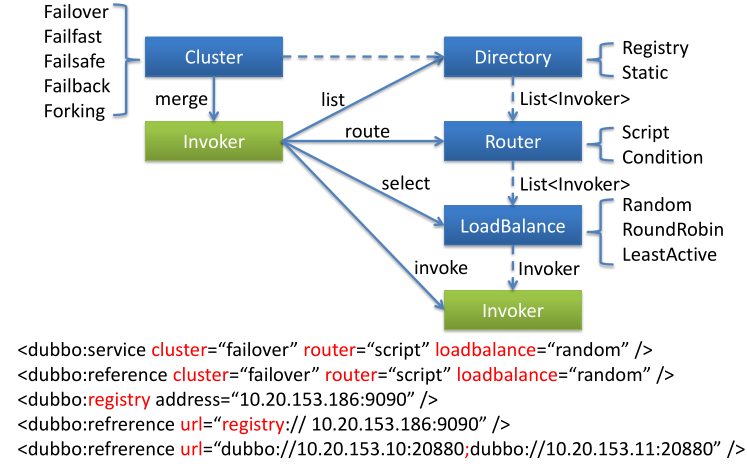 Failover
Failfast
Failsafe
Failback
Forking
Cluster
Directory
Registry
Static
merge
list
List<Invoker>
Invoker
route
Router
Script
Condition
select
List<Invoker>
LoadBalance
Random
RoundRobin
LeastActive
invoke
Invoker
Invoker
<dubbo:service cluster=“failover” router=“script” loadbalance=“random” />
<dubbo:reference cluster=“failover” router=“script” loadbalance=“random” />
<dubbo:registry address=“10.20.153.186:9090” />
<dubbo:refrerence url=“registry:// 10.20.153.186:9090” />
<dubbo:refrerence url=“dubbo://10.20.153.10:20880;dubbo://10.20.153.11:20880” />